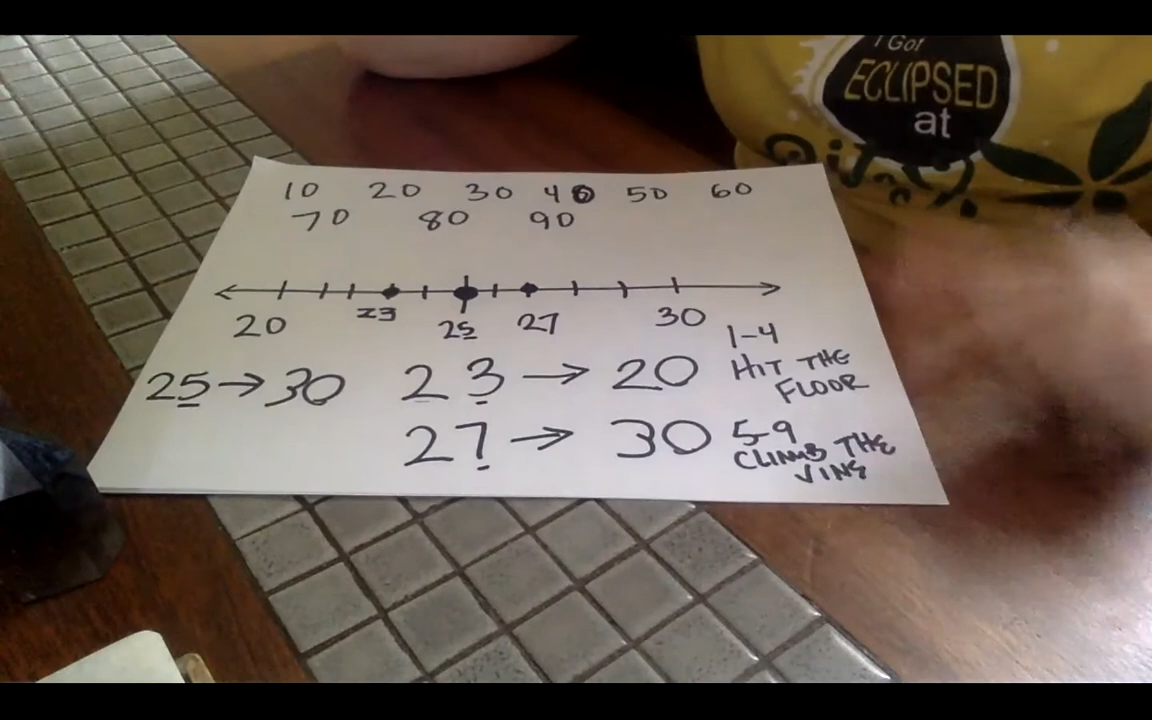 I Got
ECLIPSED
at
10 20 30 40 50 60
70 80 90
23 25 27
20 30
25→30 23→20 1-4
HIT THE
FLOOR
27→30 5-9
CLIMB THE
VINE